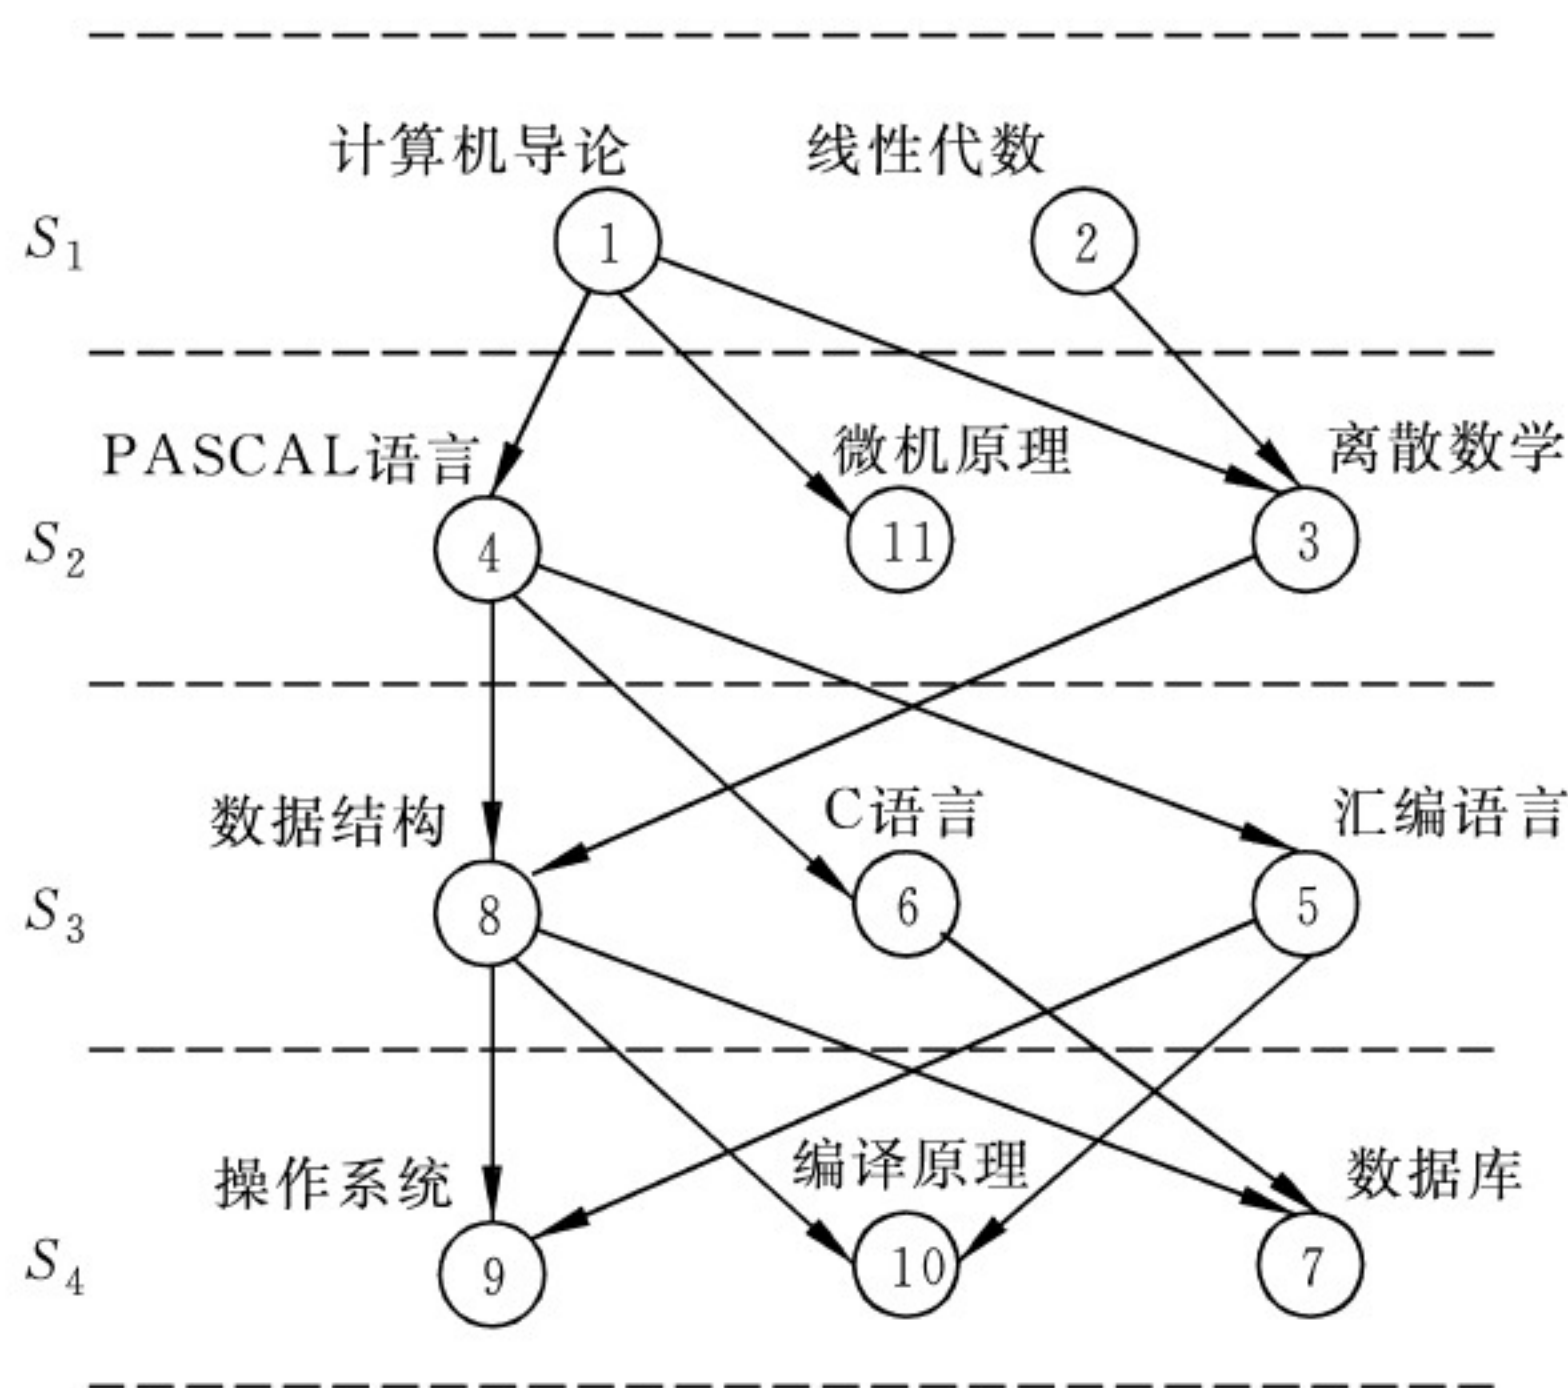 计算机导论 线性代数
S1 1 2
PASCAL语言 微机原理 离散数学
S2 4 11 3
数据结构 C语言 汇编语言
S3 8 6 5
操作系统 编译原理 数据库
S4 9 10 7